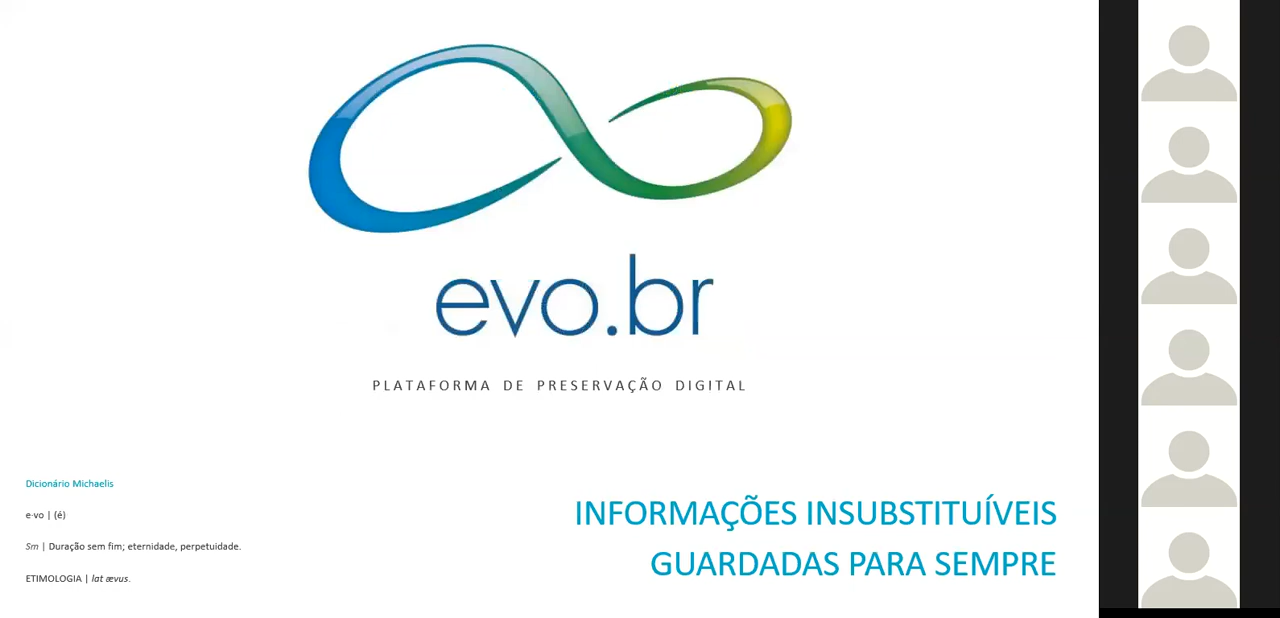 evo.br
PLATAFORMA DE PRESERVAÇÃO DIGITAL
Dicionário Michaelis
e·vo | (é)
Sm | Duração sem fim; eternidade, perpetuidade.
ETIMOLOGIA | lat ævus.
INFORMAÇÕES INSUBSTITUÍVEIS
GUARDADAS PARA SEMPRE